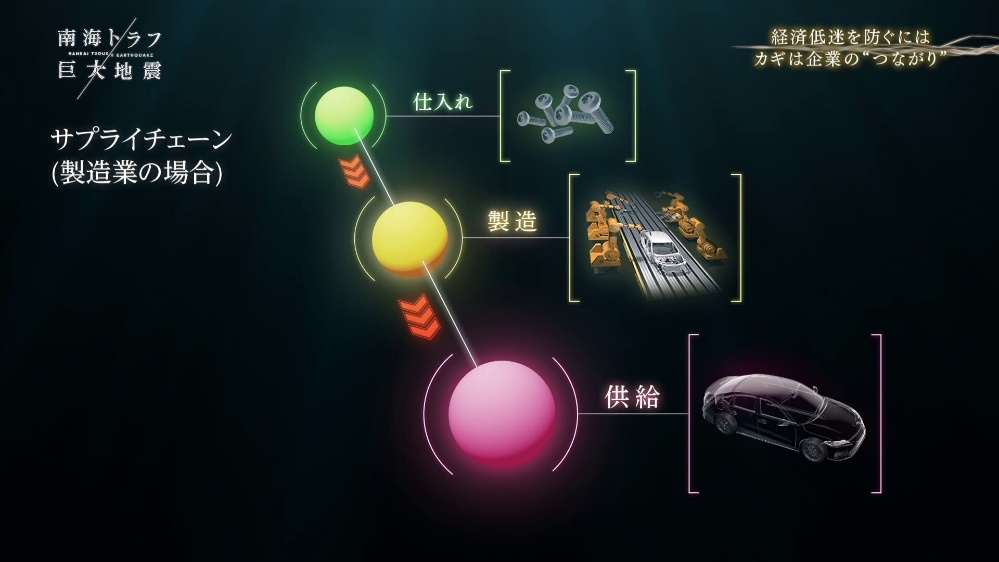 南海トラフ
NANKAI TROUGH EARTHQUAKE
巨大地震
経済低迷を防ぐには
カギは企業の“つながり”
サプライチェーン
(製造業の場合)
仕入れ
製造
供給